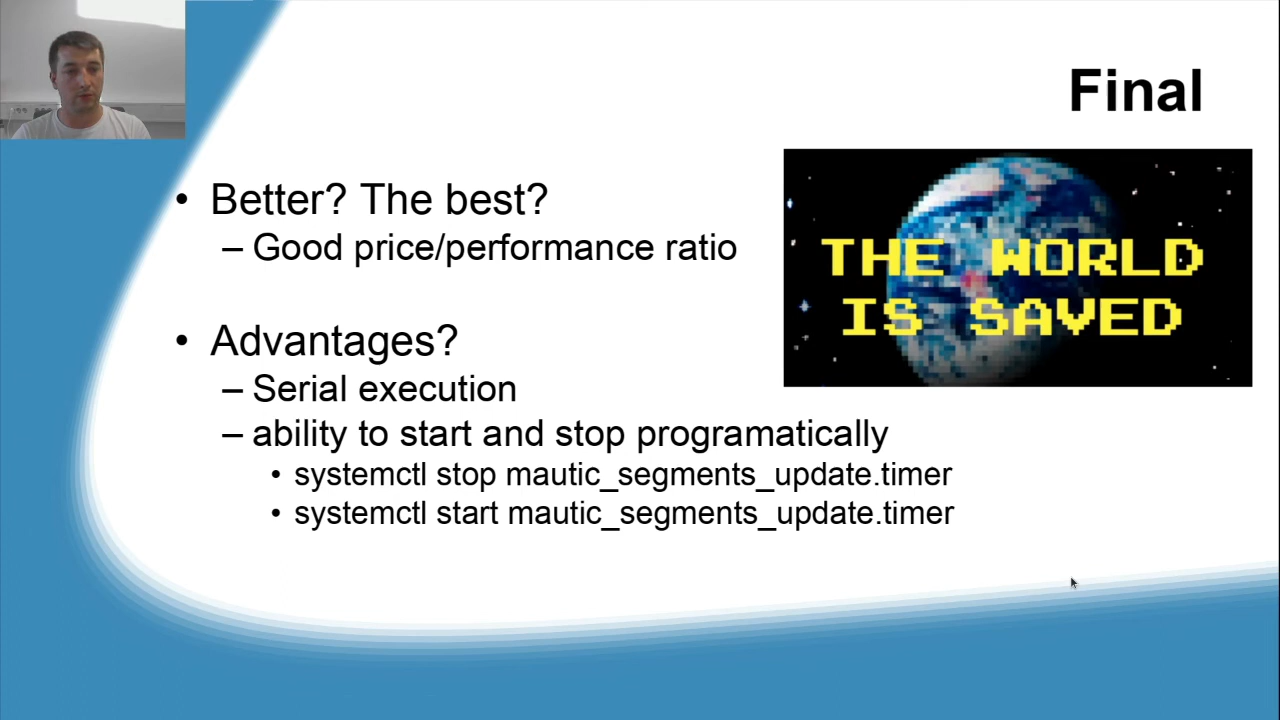 Final
• Better? The best?
– Good price/performance ratio
THE WORLD
IS SAVED
• Advantages?
– Serial execution
– ability to start and stop programatically
• systemctl stop mautic_segments_update.timer
• systemctl start mautic_segments_update.timer